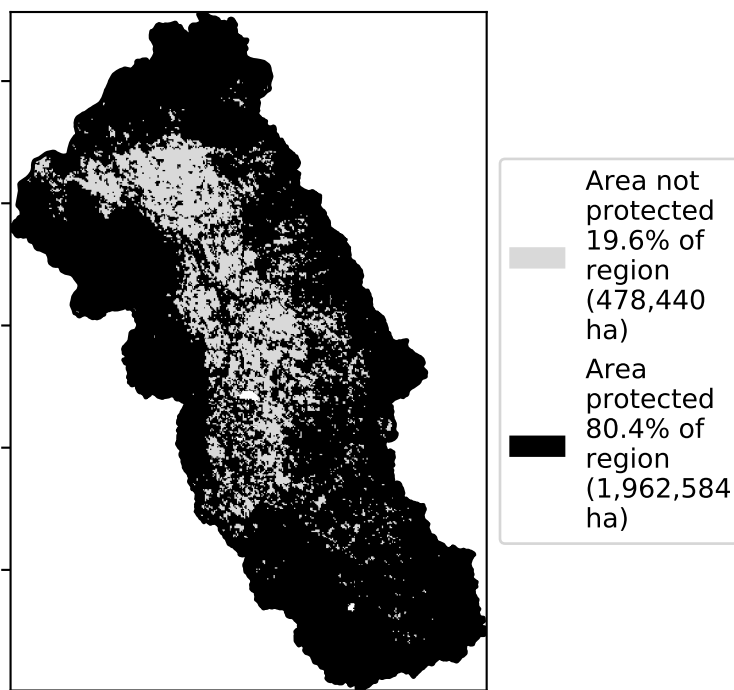 Area not
protected
19.6% of
region
(478,440
ha)
Area
protected
80.4% of
region
(1,962,584
ha)